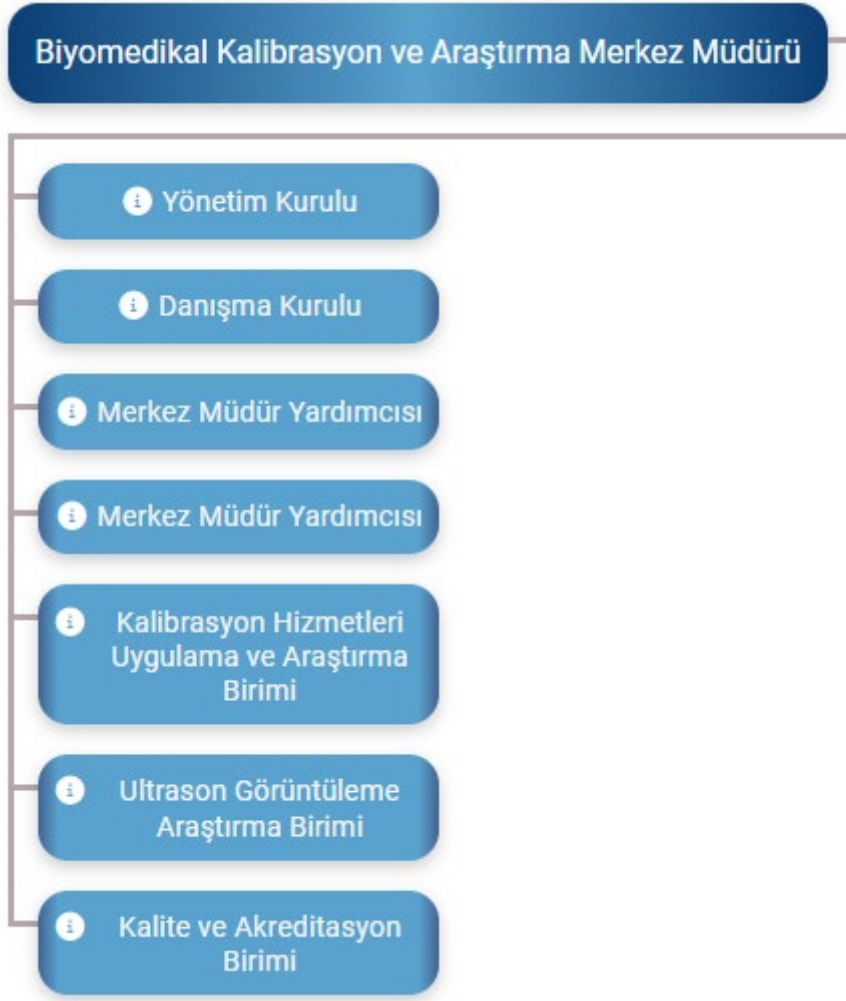 Biyomedikal Kalibrasyon ve Araştırma Merkez Müdürü
Yönetim Kurulu
Danışma Kurulu
Merkez Müdür Yardımcısı
Merkez Müdür Yardımcısı
Kalibrasyon Hizmetleri
Uygulama ve Araştırma
Birimi
Ultrason Görüntüleme
Araştırma Birimi
Kalite ve Akreditasyon
Birimi